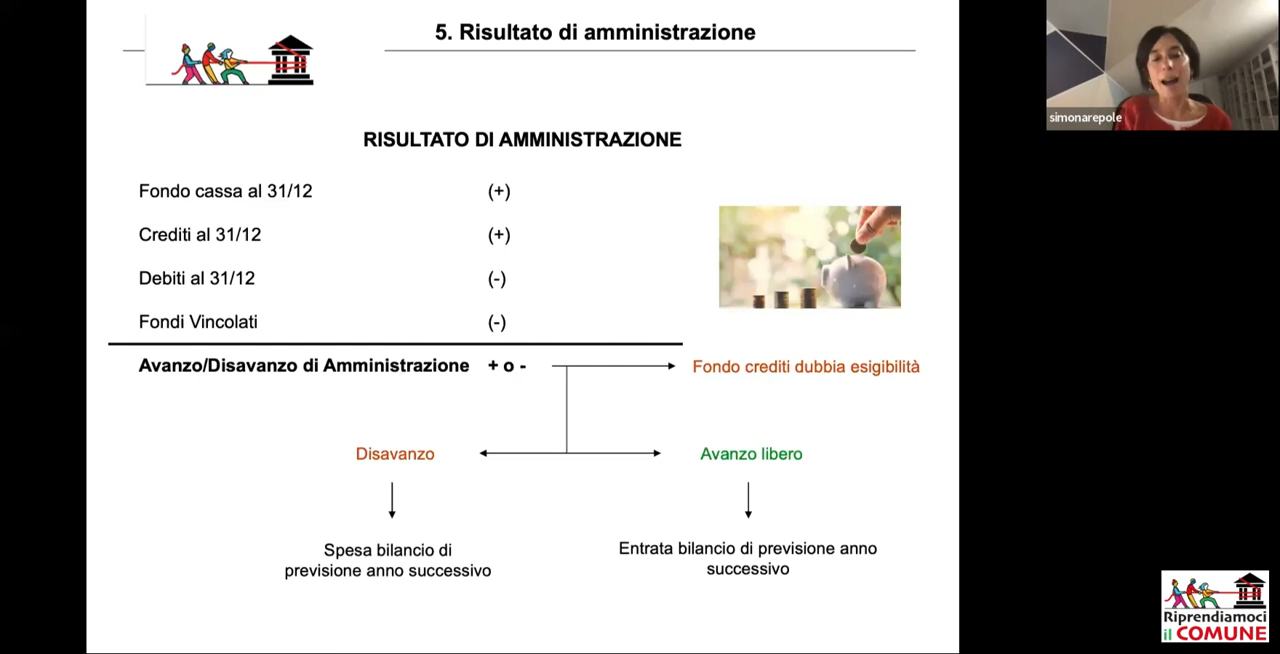 5. Risultato di amministrazione
simonarepole
RISULTATO DI AMMINISTRAZIONE
Fondo cassa al 31/12 (+)
Crediti al 31/12 (+)
Debiti al 31/12 (-)
Fondi Vincolati (-)
Avanzo/Disavanzo di Amministrazione + o - Fondo crediti dubbia esigibilità
Disavanzo Avanzo libero
Spesa bilancio di
previsione anno successivo
Entrata bilancio di previsione anno
successivo
Riprendiamoci
il COMUNE